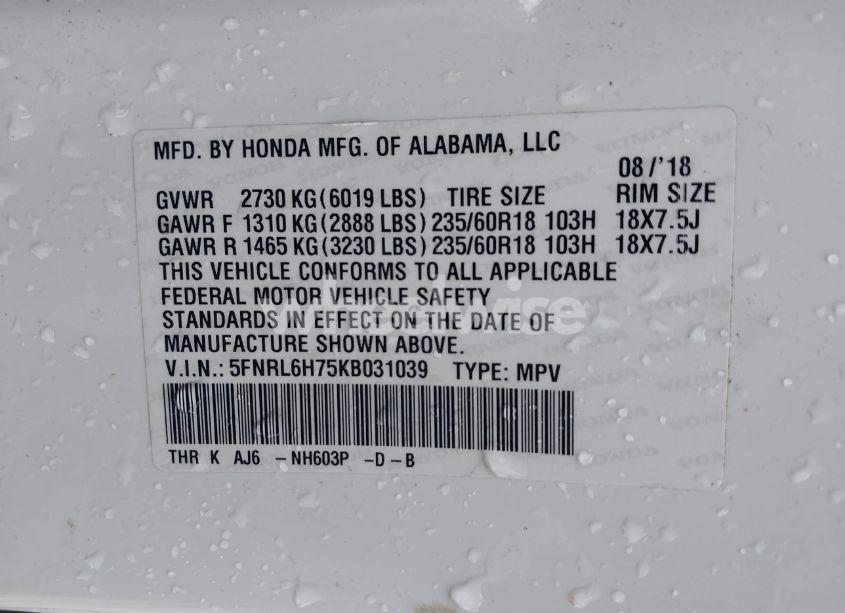 MFD. BY HONDA MFG. OF ALABAMA, LLC
08/'18
GVWR 2730 KG(6019 LBS) TIRE SIZE RIM SIZE
GAWR F 1310 KG(2888 LBS) 235/60R18 103H 18X7.5J
GAWR R 1465 KG(3230 LBS) 235/60R18 103H 18X7.5J
THIS VEHICLE CONFORMS TO ALL APPLICABLE
FEDERAL MOTOR VEHICLE SAFETY
STANDARDS IN EFFECT ON THE DATE OF
MANUFACTURE SHOWN ABOVE.
V.I.N.: 5FNRL6H75KB031039 TYPE: MPV
THR K AJ6 -NH603P -D-B